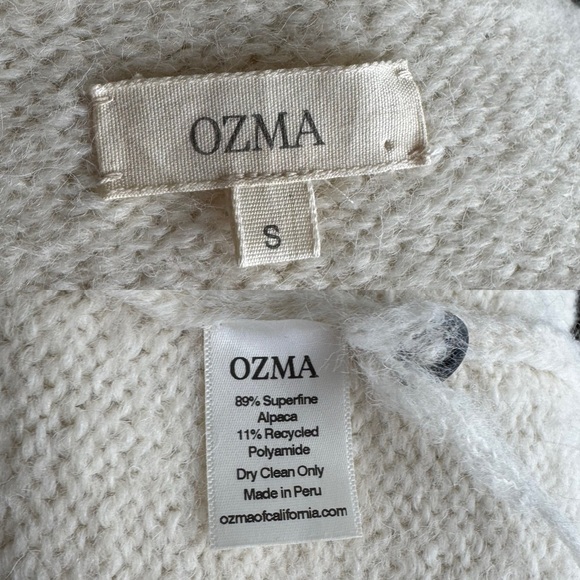 OZMA
S
OZMA
89% Superfine
Alpaca
11% Recycled
Polyamide
Dry Clean Only
Made in Peru
ozmaofcalifornia.com